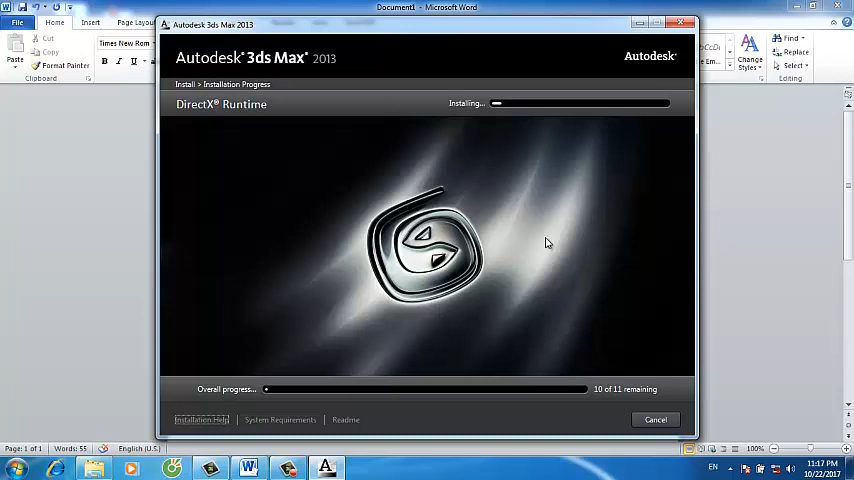 Document1 - Microsoft Word
File
Home
Insert
Page Layou
Cut
Copy
Format Painter
Paste
Clipboard
Times New Rom
B I U
Change
Styles
Find
Replace
Select
Editing
Autodesk 3ds Max 2013
Autodesk® 3ds Max® 2013
Autodesk®
Install > Installation Progress
DirectX® Runtime
Installing...
Overall progress...
10 of 11 remaining
Installation Help
System Requirements
Readme
Cancel
Page: 1 of 1
Words: 55
English (U.S.)
100%
EN
11:17 PM
10/22/2017